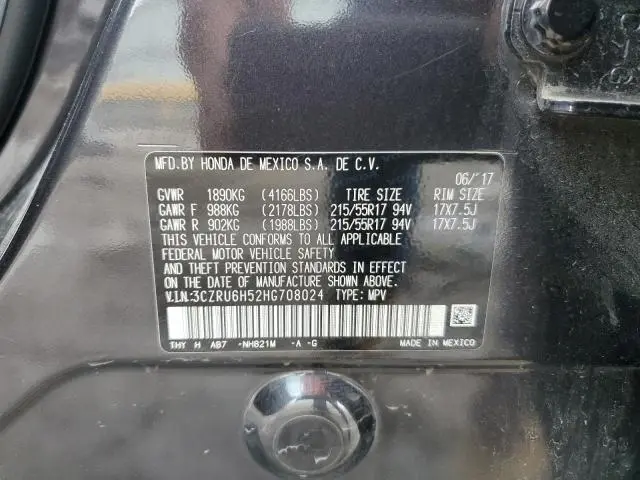 MFD.BY HONDA DE MEXICO S.A. DE C.V.
06/'17
GVWR 1890KG (4166LBS) TIRE SIZE RIM SIZE
GAWR F 988KG (2178LBS) 215/55R17 94V 17X7.5J
GAWR R 902KG (1988LBS) 215/55R17 94V 17X7.5J
THIS VEHICLE CONFORMS TO ALL APPLICABLE
FEDERAL MOTOR VEHICLE SAFETY
AND THEFT PREVENTION STANDARDS IN EFFECT
ON THE DATE OF MANUFACTURE SHOWN ABOVE.
V.I.N:3CZRU6H52HG708024 TYPE: MPV
THY H AB7 -NH821M -A -G MADE IN MEXICO